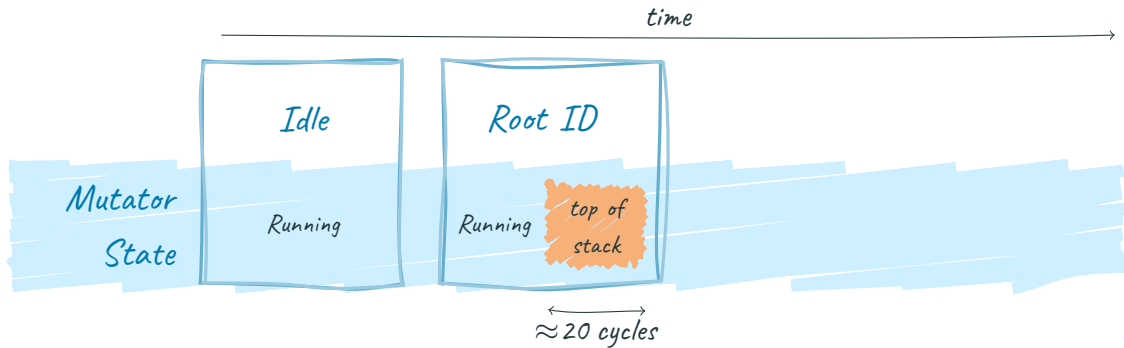 time
Idle
Root ID
Mutator
State
Running
Running
top of
stack
≈20 cycles